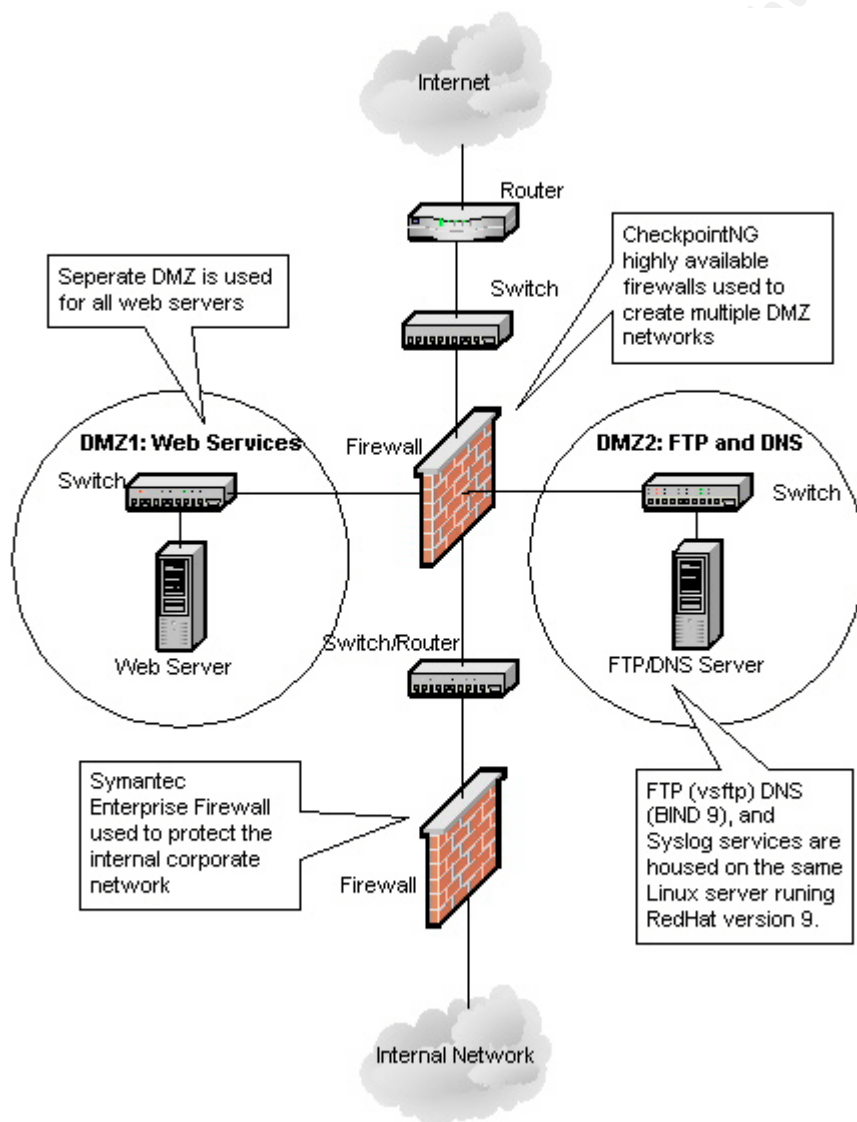 Internet
Router
CheckpointNG
highly available
firewalls used to
create multiple DMZ
networks
Seperate DMZ is used
for all web servers
Switch
Firewall
DMZ1: Web Services
Switch
Web Server
DMZ2: FTP and DNS
Switch
FTP/DNS Server
Switch/Router
Symantec
Enterprise Firewall
used to protect the
internal corporate
network
Firewall
FTP (vsftp) DNS
(BIND 9), and
Syslog services are
housed on the same
Linux server runing
RedHat version 9.
Internal Network